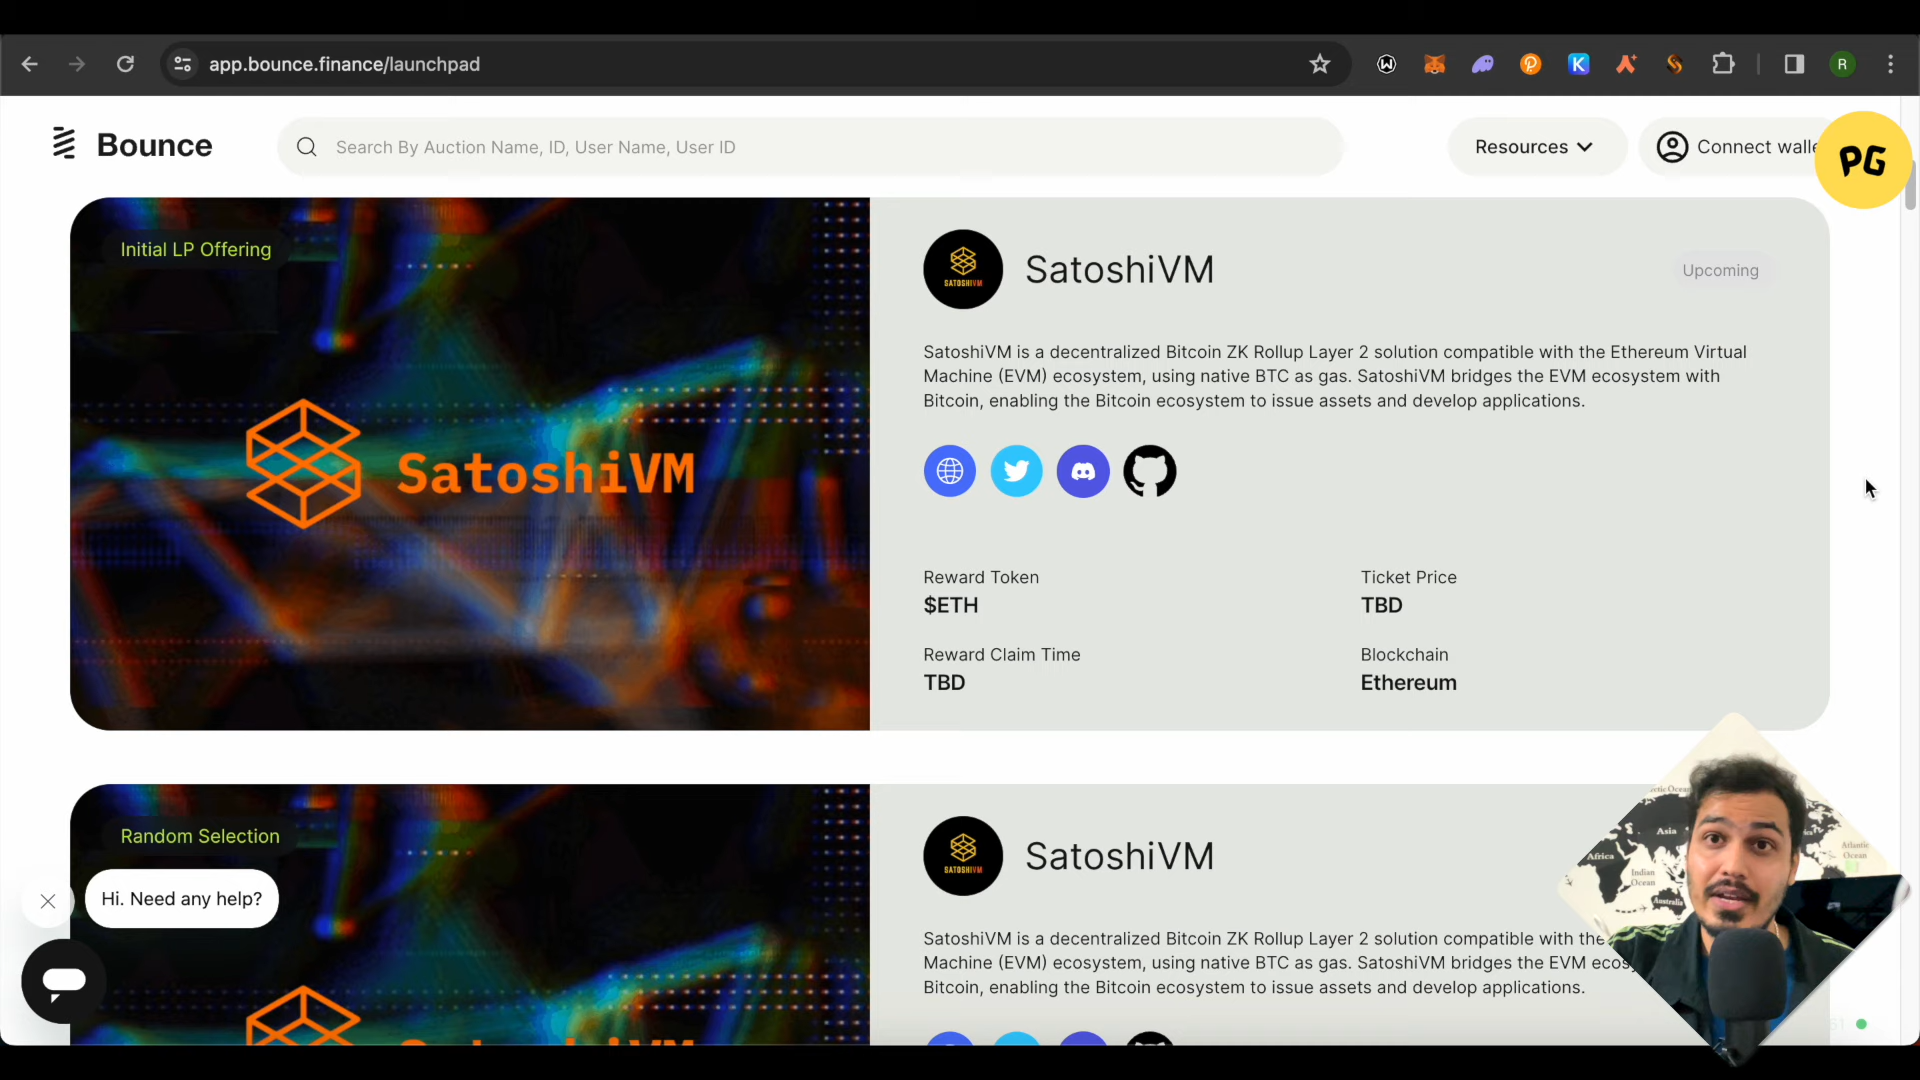 app.bounce.finance/launchpad
R
Bounce
Search By Auction Name, ID, User Name, User ID
Resources
Connect walle
PG
Initial LP Offering
SATOSHIVM
SatoshiVM
Upcoming
SatoshiVM is a decentralized Bitcoin ZK Rollup Layer 2 solution compatible with the Ethereum Virtual
Machine (EVM) ecosystem, using native BTC as gas. SatoshiVM bridges the EVM ecosystem with
Bitcoin, enabling the Bitcoin ecosystem to issue assets and develop applications.
SatoshiVM
Reward Token
$ETH
Ticket Price
TBD
Reward Claim Time
TBD
Blockchain
Ethereum
Random Selection
SATOSHIVM
SatoshiVM
SatoshiVM is a decentralized Bitcoin ZK Rollup Layer 2 solution compatible with the
Machine (EVM) ecosystem, using native BTC as gas. SatoshiVM bridges the EVM ecos
Bitcoin, enabling the Bitcoin ecosystem to issue assets and develop applications.
Hi. Need any help?
Asia
Africa
Indian
Ocean
Australia
Atlantic
Ocean